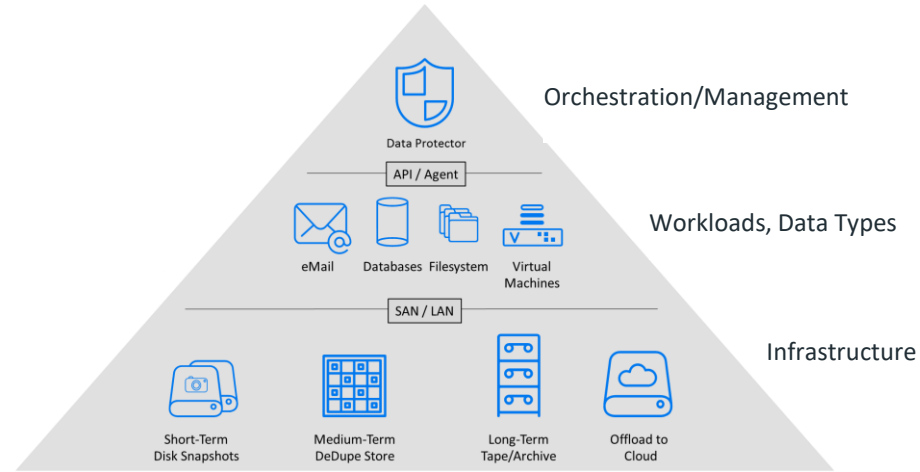 Orchestration/Management
Data Protector
API / Agent
Workloads, Data Types
eMail
Databases
Filesystem
Virtual
Machines
SAN / LAN
Infrastructure
Short-Term
Disk Snapshots
Medium-Term
DeDupe Store
Long-Term
Tape/Archive
Offload to
Cloud